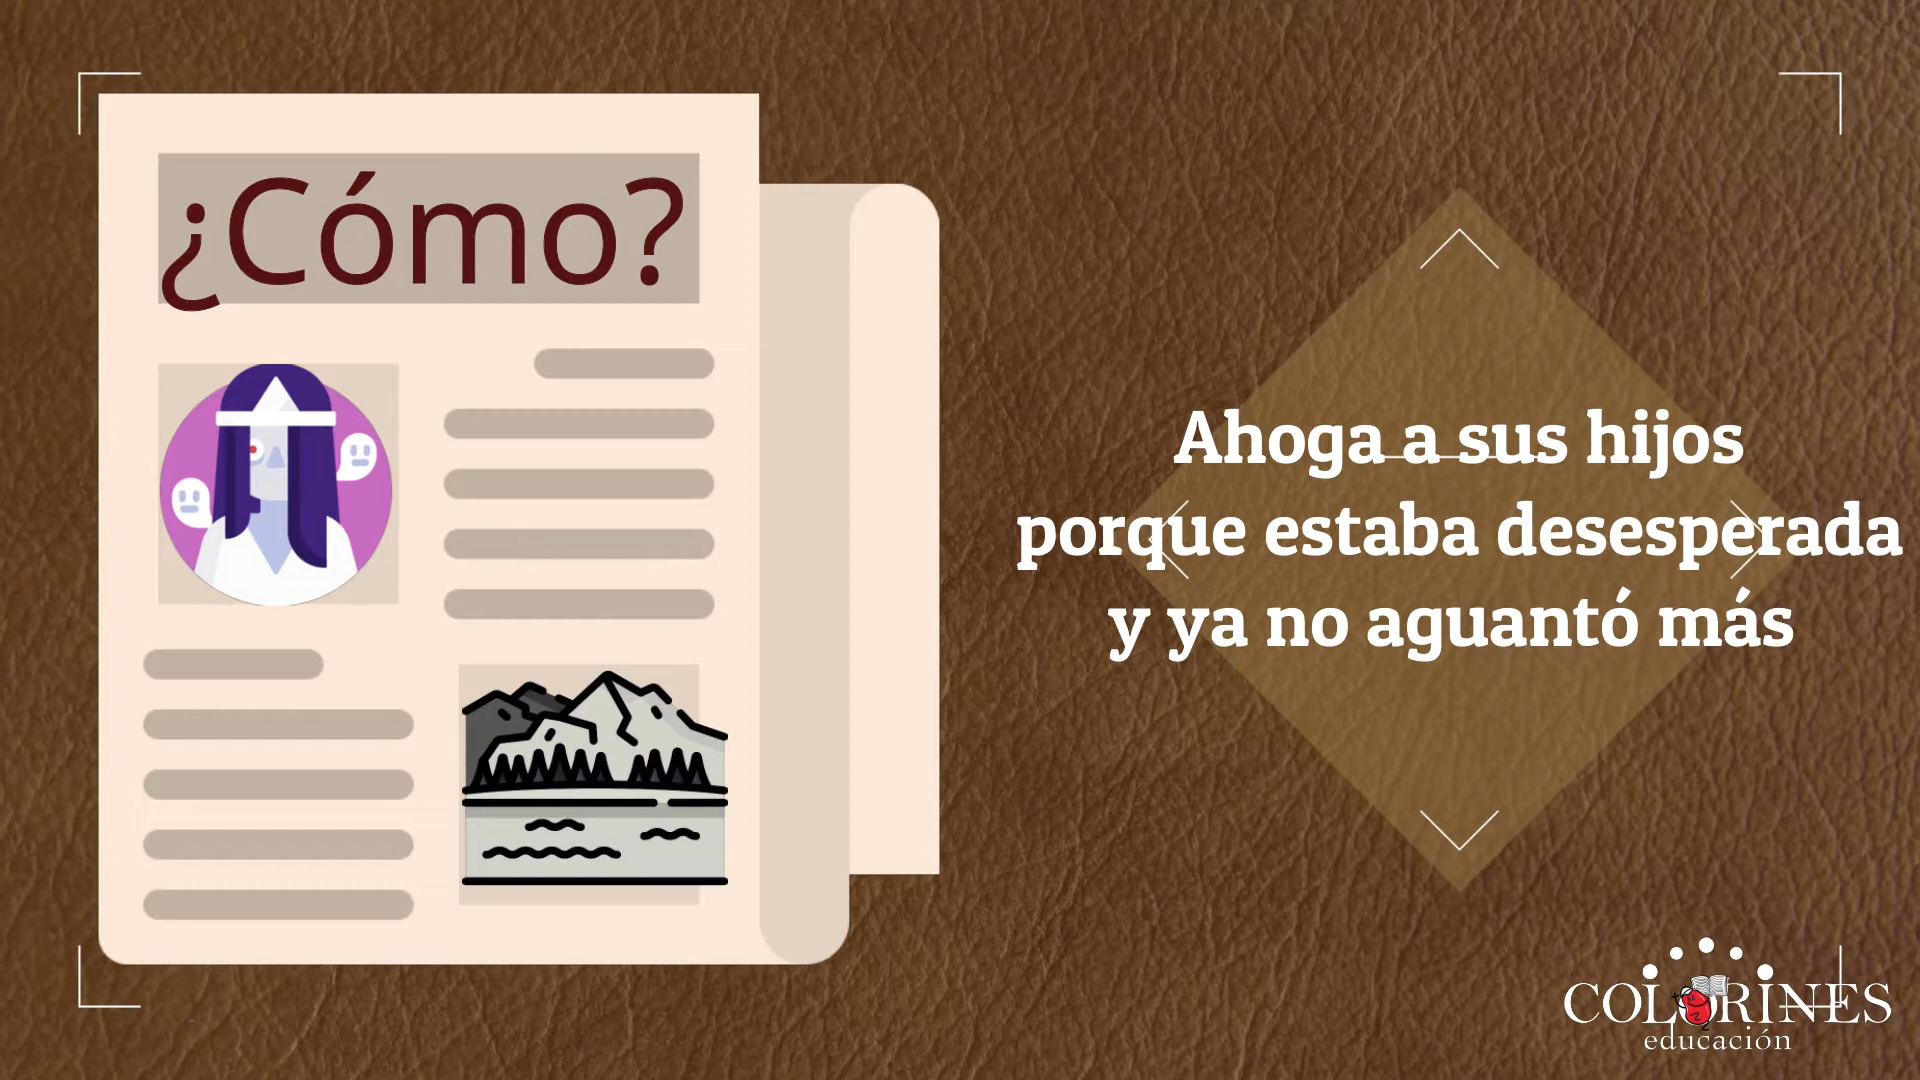 ¿Cómo?
Ahoga a sus hijos
porque estaba desesperada
y ya no aguantó más
COLORINES
educación